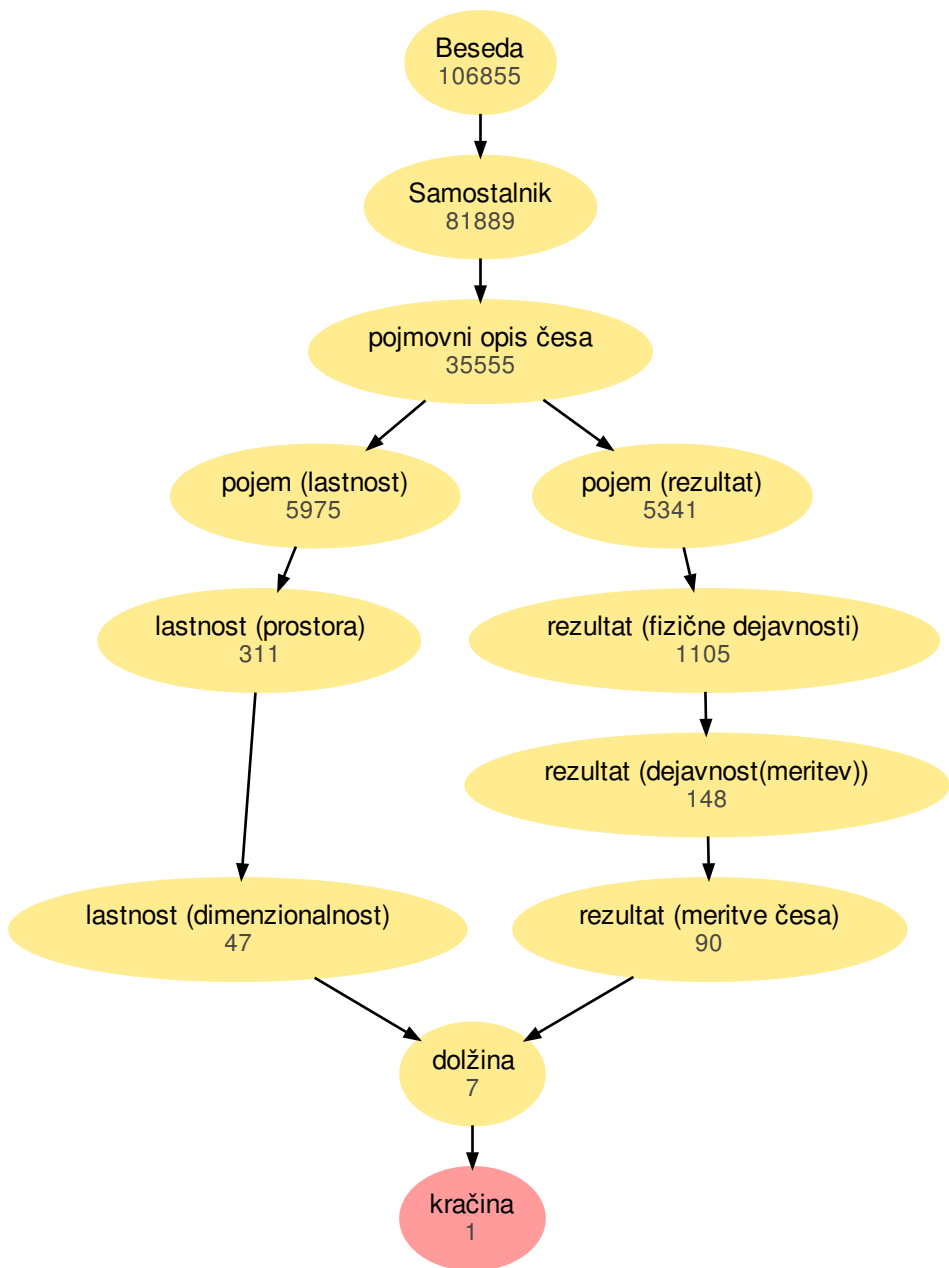 Beseda
106855
Samostalnik
81889
pojmovni opis česa
35555
pojem (lastnost)
5975
pojem (rezultat)
5341
lastnost (prostora)
311
rezultat (fizične dejavnosti)
1105
rezultat (dejavnost(meritev))
148
lastnost (dimenzionalnost)
47
rezultat (meritve česa)
90
dolžina
7
kračina
1